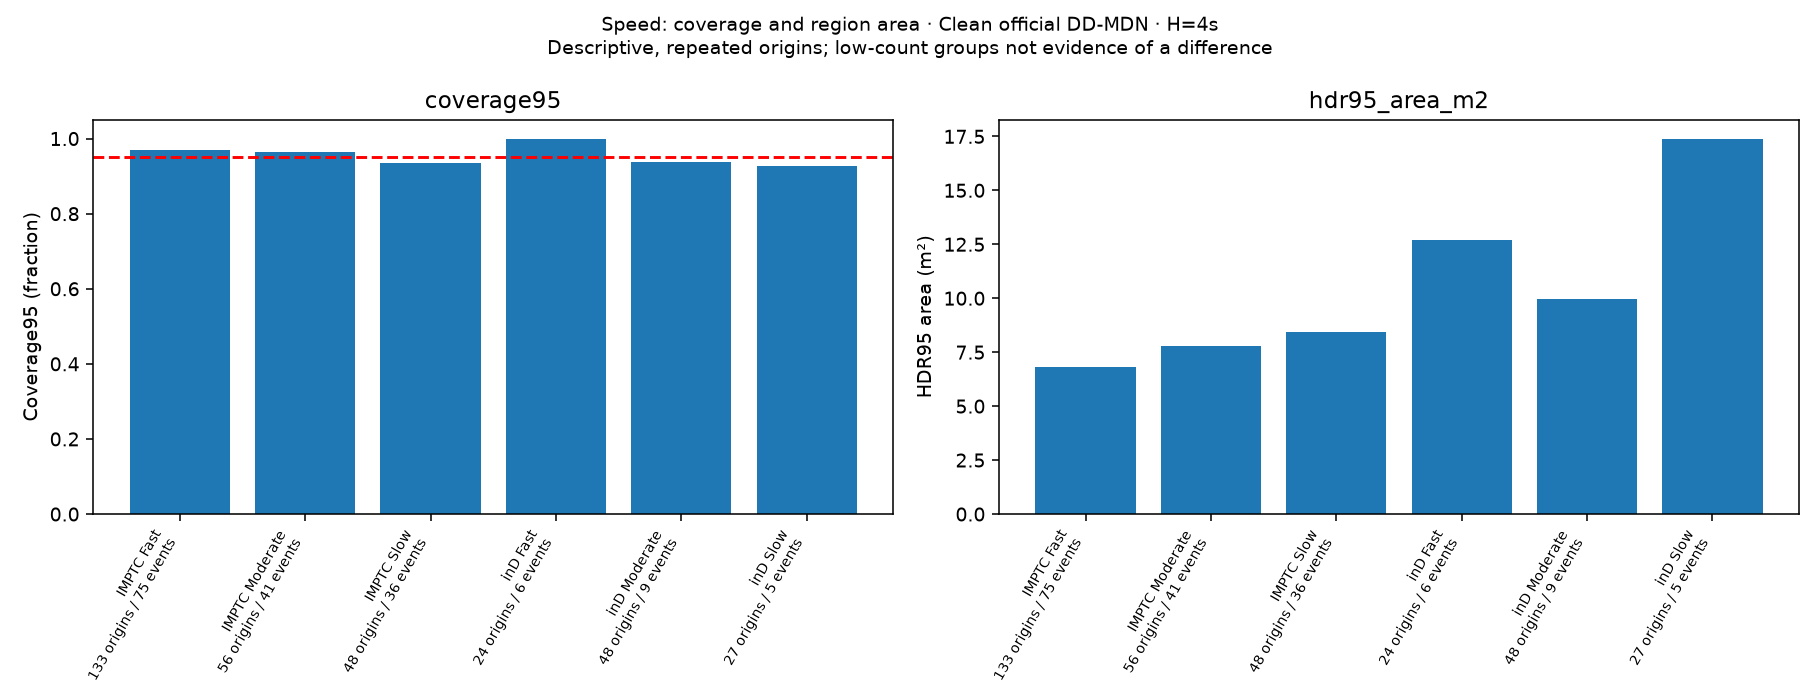 Speed: coverage and region area · Clean official DD-MDN · H=4s
Descriptive, repeated origins; low-count groups not evidence of a difference
coverage95
Coverage95 (fraction)
1.0
0.8
0.6
0.4
0.2
0.0
IMPTC Fast
133 origins / 75 events
IMPTC Moderate
56 origins / 41 events
IMPTC Slow
48 origins / 36 events
inD Fast
24 origins / 6 events
inD Moderate
48 origins / 9 events
inD Slow
27 origins / 5 events
hdr95_area_m2
HDR95 area (m²)
17.5
15.0
12.5
10.0
7.5
5.0
2.5
0.0
IMPTC Fast
133 origins / 75 events
IMPTC Moderate
56 origins / 41 events
IMPTC Slow
48 origins / 36 events
inD Fast
24 origins / 6 events
inD Moderate
48 origins / 9 events
inD Slow
27 origins / 5 events